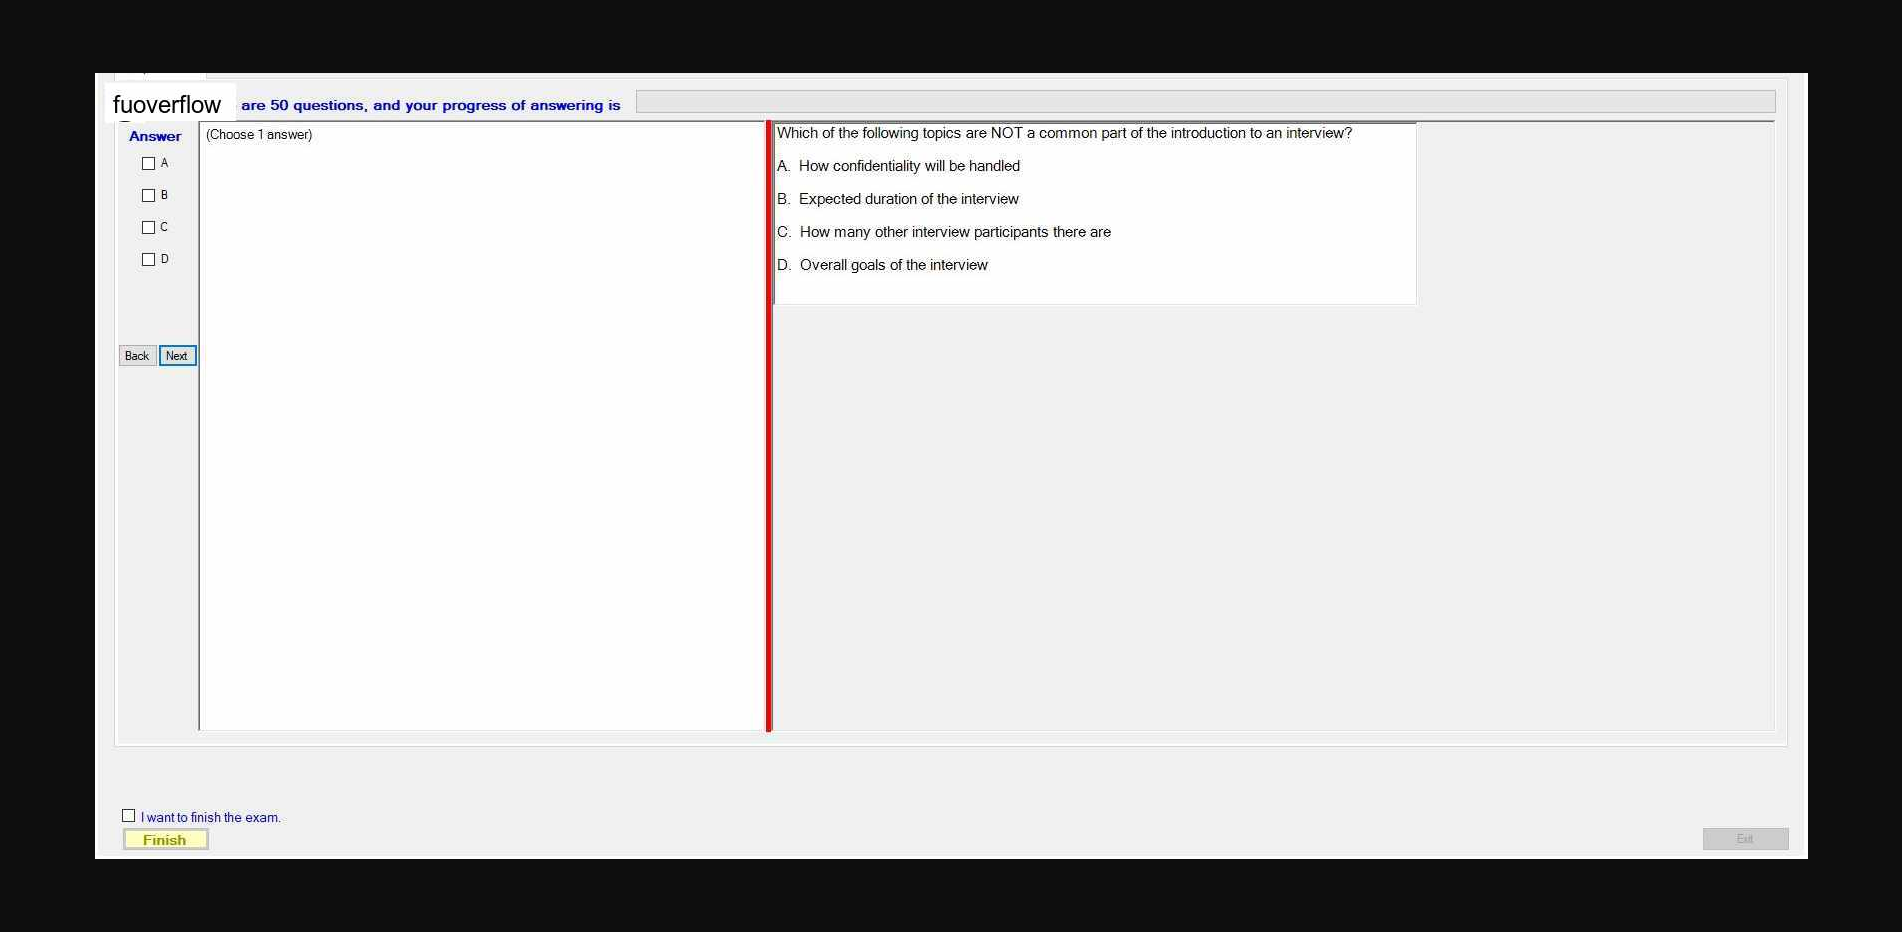 fuoverflow are 50 questions, and your progress of answering is
Answer
A
B
C
D
Back Next
(Choose 1 answer)
Which of the following topics are NOT a common part of the introduction to an interview?
A. How confidentiality will be handled
B. Expected duration of the interview
C. How many other interview participants there are
D. Overall goals of the interview
I want to finish the exam.
Finish
Exit